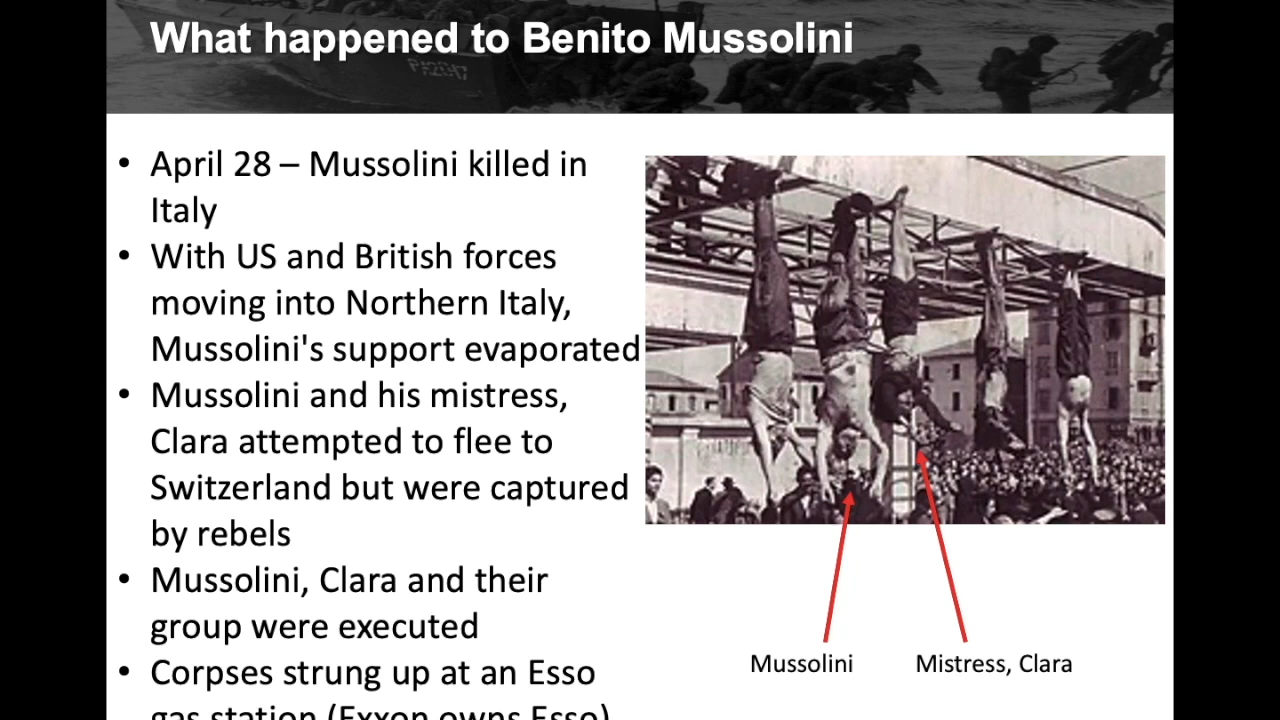 What happened to Benito Mussolini
• April 28 – Mussolini killed in
Italy
• With US and British forces
moving into Northern Italy,
Mussolini's support evaporated
• Mussolini and his mistress,
Clara attempted to flee to
Switzerland but were captured
by rebels
• Mussolini, Clara and their
group were executed
• Corpses strung up at an Esso
gas station (Exxon owns Esso)
Mussolini
Mistress, Clara